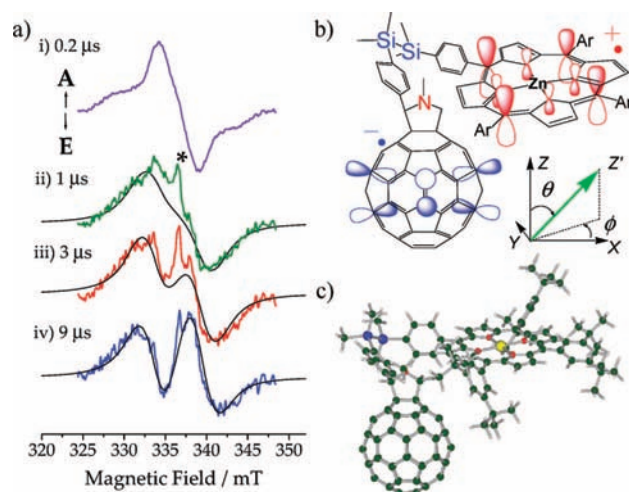 a)
i) 0.2 μs
A
E
ii) 1 μs
*
iii) 3 μs
iv) 9 μs
320 325 330 335 340 345 350
Magnetic Field / mT
b)
Si
Si
Ar
+
•
N
Zn
Ar
Ar
−
•
Z
Z'
θ
ϕ
Y
X
c)